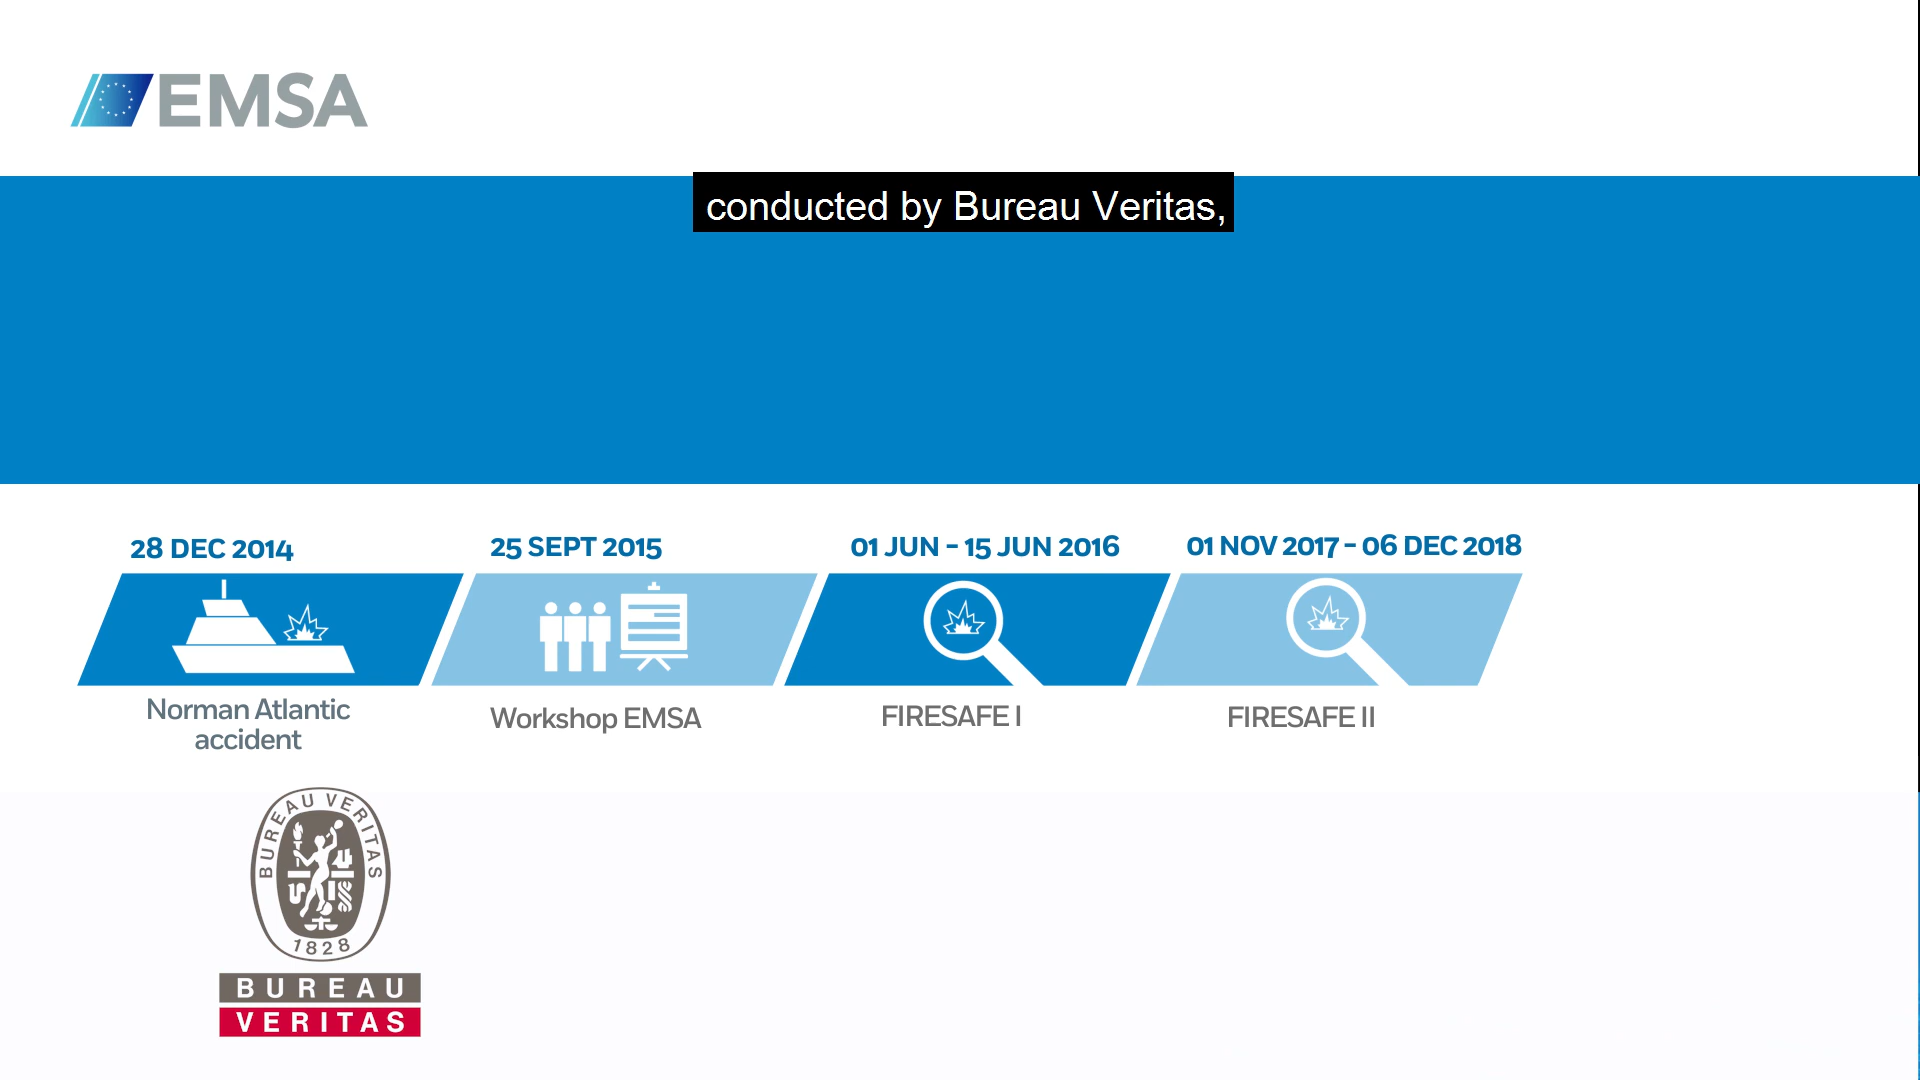 EMSA
conducted by Bureau Veritas,
28 DEC 2014
25 SEPT 2015
01 JUN - 15 JUN 2016
01 NOV 2017 - 06 DEC 2018
Norman Atlantic
accident
Workshop EMSA
FIRESAFE I
FIRESAFE II
BUREAU VERITAS
1828
BUREAU
VERITAS